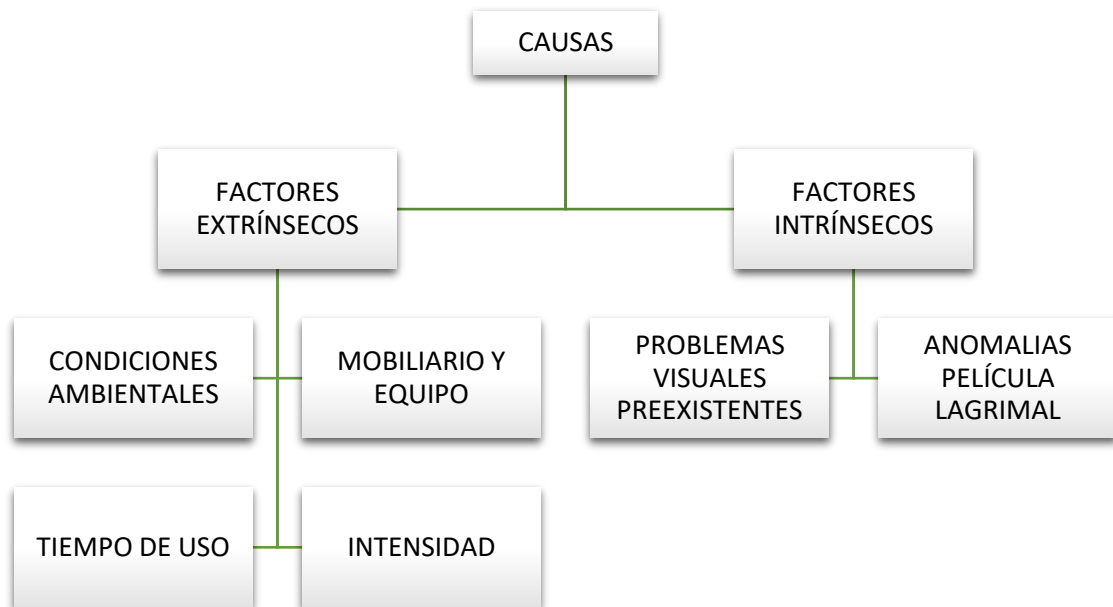 CAUSAS
FACTORES
EXTRÍNSECOS
FACTORES
INTRÍNSECOS
CONDICIONES
AMBIENTALES
MOBILIARIO Y
EQUIPO
PROBLEMAS
VISUALES
PREEXISTENTES
ANOMALIAS
PELÍCULA
LAGRIMAL
TIEMPO DE USO
INTENSIDAD